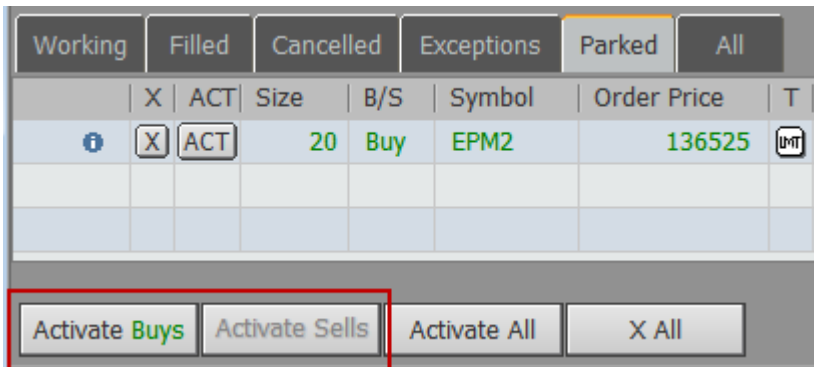 Working Filled Cancelled Exceptions Parked All
X ACT Size B/S Symbol Order Price T
X ACT 20 Buy EPM2 136525 LMT
Activate Buys Activate Sells Activate All X All